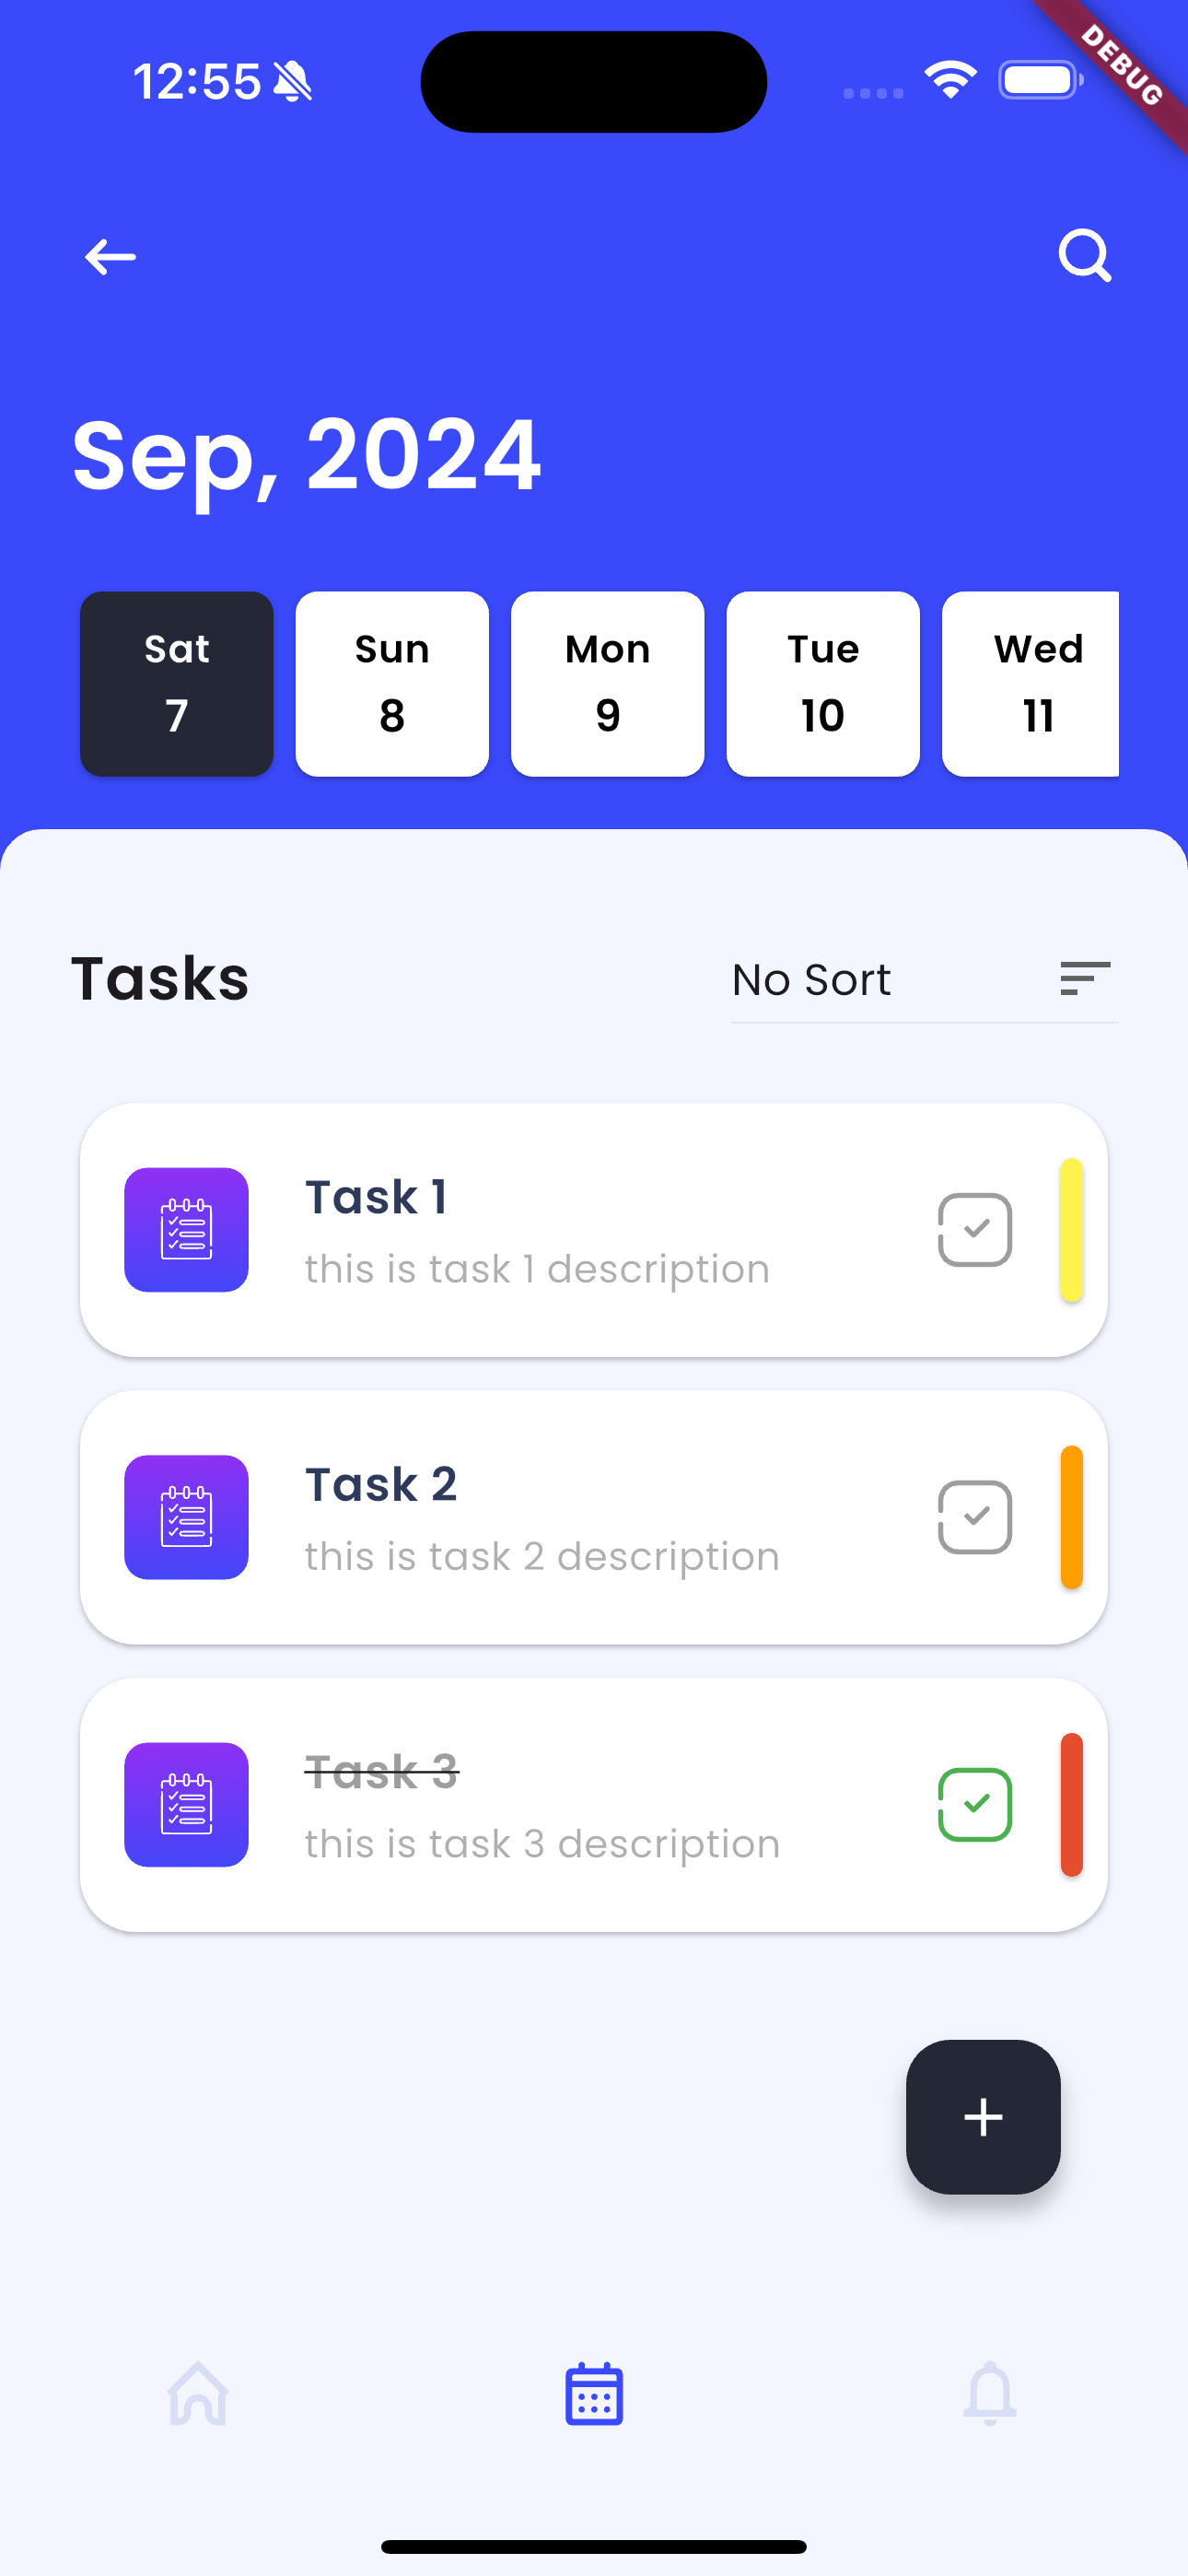 12:55
DEBUG
Sep, 2024
Sat Sun Mon Tue Wed
7 8 9 10 11
Tasks No Sort
Task 1
this is task 1 description
Task 2
this is task 2 description
Task 3
this is task 3 description